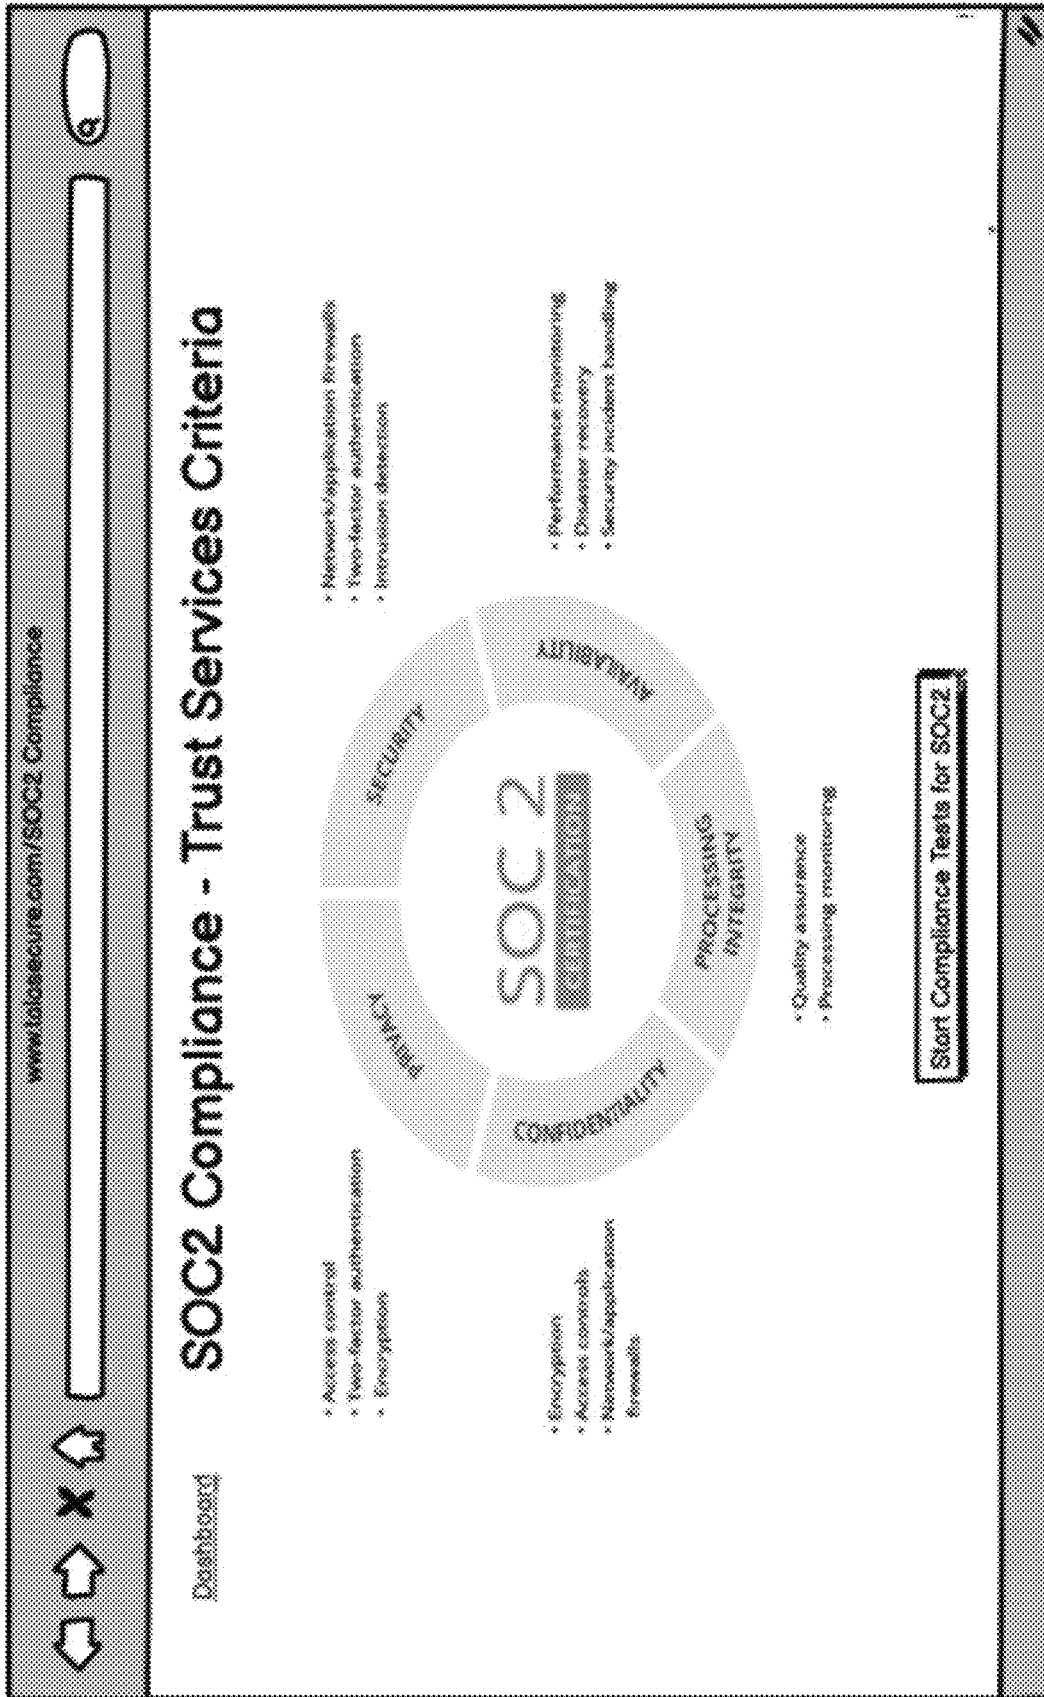 www.taosecure.com/SOC2 Compliance
Dashboard
SOC2 Compliance - Trust Services Criteria
• Access control
• Two-factor authentication
• Encryption
PRIVACY
SECURITY
• Network/application firewalls
• Two-factor authentication
• Intrusion detection
• Encryption
• Access controls
• Network/application
firewalls
CONFIDENTIALITY
SOC 2
AVAILABILITY
• Performance monitoring
• Disaster recovery
• Security incident handling
PROCESSING
INTEGRITY
• Quality assurance
• Processing monitoring
Start Compliance Tests for SOC2